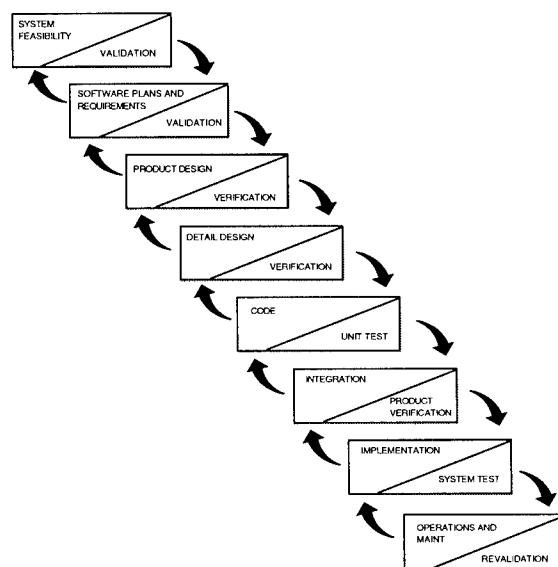 SYSTEM
FEASIBILITY
VALIDATION
SOFTWARE PLANS AND
REQUIREMENTS
VALIDATION
PRODUCT DESIGN
VERIFICATION
DETAIL DESIGN
VERIFICATION
CODE
UNIT TEST
INTEGRATION
PRODUCT
VERIFICATION
IMPLEMENTATION
SYSTEM TEST
OPERATIONS AND
MAINT
REVALIDATION